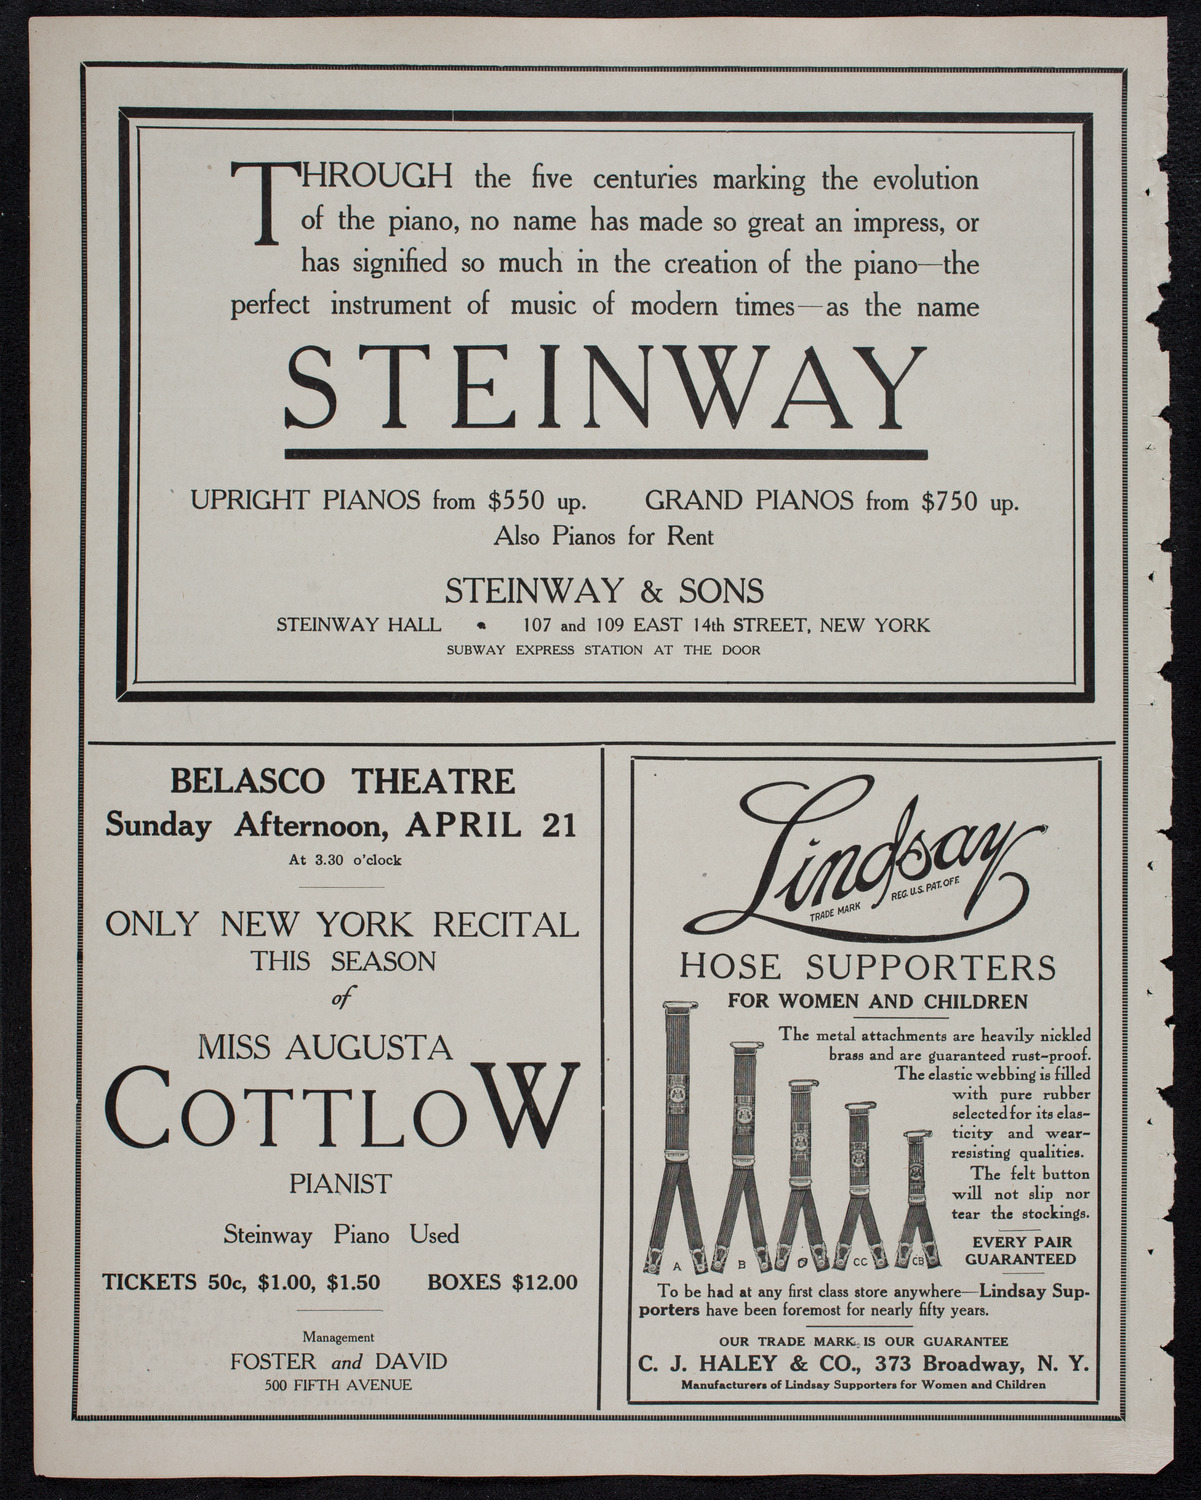 THROUGH the five centuries marking the evolution
of the piano, no name has made so great an impress, or
has signified so much in the creation of the piano—the
perfect instrument of music of modern times—as the name
STEINWAY
UPRIGHT PIANOS from $550 up. GRAND PIANOS from $750 up.
Also Pianos for Rent
STEINWAY & SONS
STEINWAY HALL • 107 and 109 EAST 14th STREET, NEW YORK
SUBWAY EXPRESS STATION AT THE DOOR
BELASCO THEATRE
Sunday Afternoon, APRIL 21
At 3.30 o'clock
ONLY NEW YORK RECITAL
THIS SEASON
of
MISS AUGUSTA
COTTLOW
PIANIST
Steinway Piano Used
TICKETS 50c, $1.00, $1.50 BOXES $12.00
Management
FOSTER and DAVID
500 FIFTH AVENUE
Lindsay
TRADE MARK REG. U.S. PAT. OFF.
HOSE SUPPORTERS
FOR WOMEN AND CHILDREN
The metal attachments are heavily nickled
brass and are guaranteed rust-proof.
The elastic webbing is filled
with pure rubber
selected for its elas-
ticity and wear-
resisting qualities.
The felt button
will not slip nor
tear the stockings.
EVERY PAIR
GUARANTEED
A B D CC CB
To be had at any first class store anywhere—Lindsay Sup-
porters have been foremost for nearly fifty years.
OUR TRADE MARK IS OUR GUARANTEE
C. J. HALEY & CO., 373 Broadway, N. Y.
Manufacturers of Lindsay Supporters for Women and Children